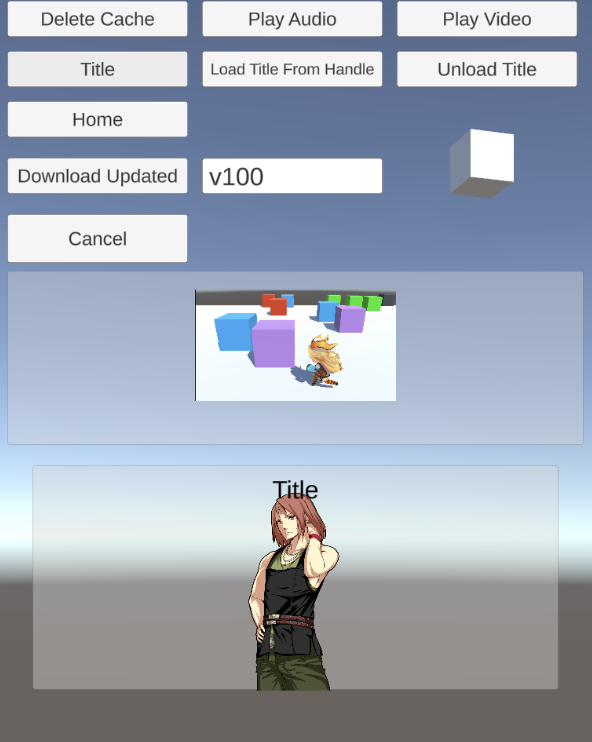 Delete Cache
Play Audio
Play Video
Title
Load Title From Handle
Unload Title
Home
Download Updated
v100
Cancel
Title